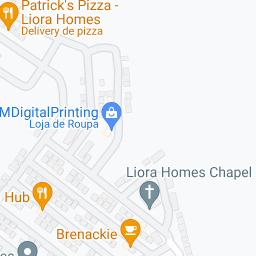 Patrick's Pizza -
Liora Homes
Delivery de pizza
MDigitalPrinting
Loja de Roupa
Liora Homes Chapel
Hub
Brenackie